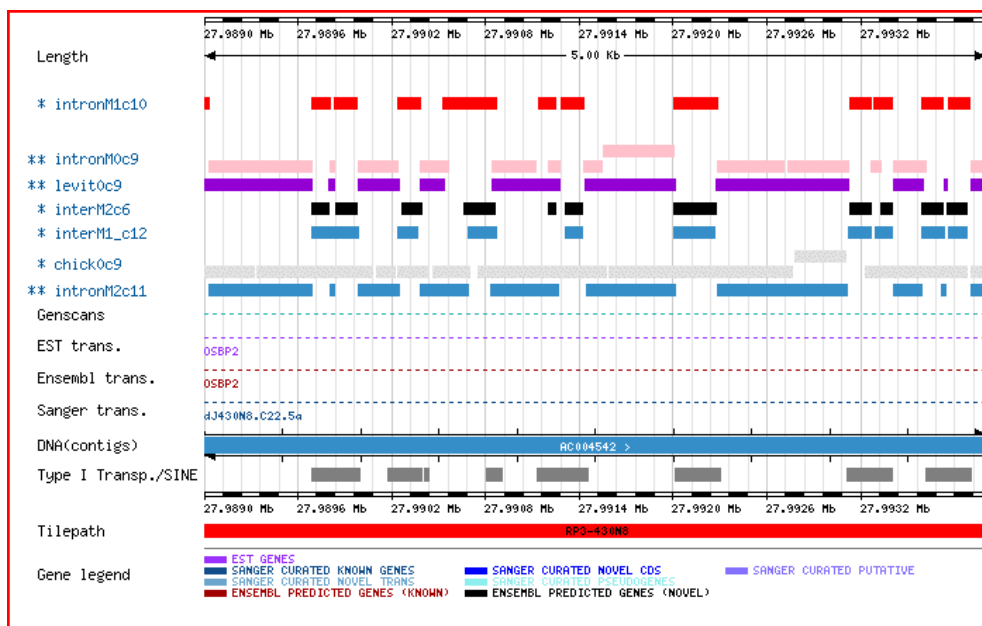 27.9890 Mb 27.9896 Mb 27.9902 Mb 27.9908 Mb 27.9914 Mb 27.9920 Mb 27.9926 Mb 27.9932 Mb
Length 5.00 Kb
* intronM1c10
** intronM0c9
** levit0c9
* interM2c6
* interM1_c12
* chick0c9
** intronM2c11
Genscans
EST trans.
OSBP2
Ensembl trans.
OSBP2
Sanger trans.
dJ430N8.C22.5a
DNA(contigs) AC004542 >
Type I Transp./SINE
27.9890 Mb 27.9896 Mb 27.9902 Mb 27.9908 Mb 27.9914 Mb 27.9920 Mb 27.9926 Mb 27.9932 Mb
Tilepath RP3-430N8
Gene legend
EST GENES
SANGER CURATED KNOWN GENES SANGER CURATED NOVEL CDS SANGER CURATED PUTATIVE
SANGER CURATED NOVEL TRANS SANGER CURATED PSEUDOGENES
ENSEMBL PREDICTED GENES (KNOWN) ENSEMBL PREDICTED GENES (NOVEL)